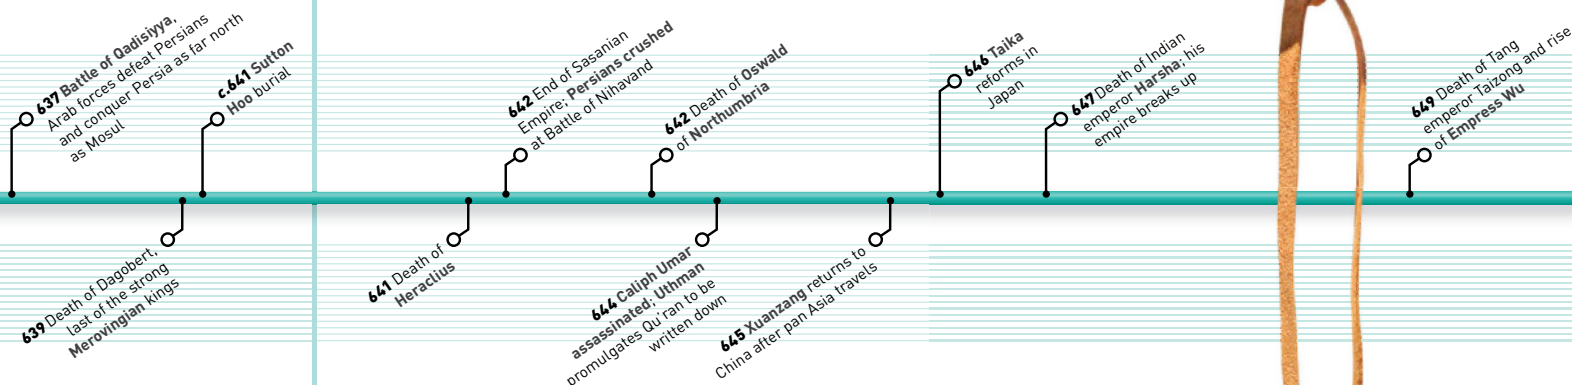 637 Battle of Qadisiyya,
Arab forces defeat Persians
and conquer Persia as far north
as Mosul
c.641 Sutton
Hoo burial
642 End of Sasanian
Empire; Persians crushed
at Battle of Nihavand
642 Death of Oswald
of Northumbria
646 Taika
reforms in
Japan
647 Death of Indian
emperor Harsha; his
empire breaks up
649 Death of Tang
emperor Taizong and rise
of Empress Wu
639 Death of Dagobert,
last of the strong
Merovingian kings
641 Death of
Heraclius
644 Caliph Umar
assassinated; Uthman
promulgates Qu'ran to be
written down
645 Xuanzang returns to
China after pan Asia travels